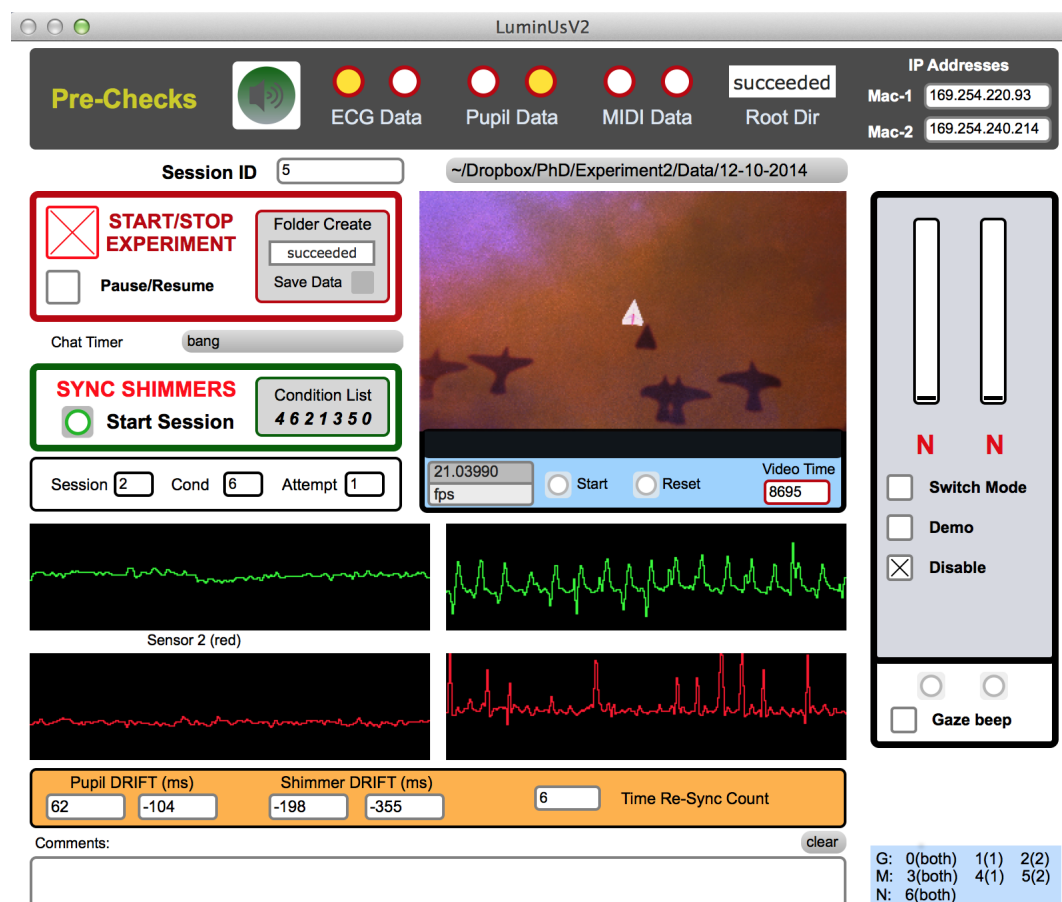 LuminUsV2
Pre-Checks
ECG Data
Pupil Data
MIDI Data
succeeded
Root Dir
IP Addresses
Mac-1 169.254.220.93
Mac-2 169.254.240.214
Session ID 5
~/Dropbox/PhD/Experiment2/Data/12-10-2014
START/STOP
EXPERIMENT
Pause/Resume
Folder Create
succeeded
Save Data
Chat Timer bang
SYNC SHIMMERS
Start Session
Condition List
4 6 2 1 3 5 0
Session 2 Cond 6 Attempt 1
1
21.03990
fps
Start
Reset
Video Time
8695
N N
Switch Mode
Demo
Disable
Sensor 2 (red)
Gaze beep
Pupil DRIFT (ms)
62 -104
Shimmer DRIFT (ms)
-198 -355
6 Time Re-Sync Count
Comments:
clear
G: 0(both) 1(1) 2(2)
M: 3(both) 4(1) 5(2)
N: 6(both)